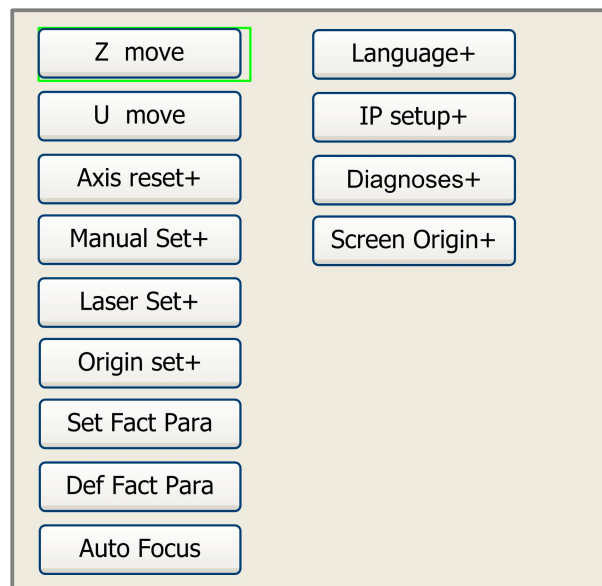 Z move
U move
Axis reset+
Manual Set+
Laser Set+
Origin set+
Set Fact Para
Def Fact Para
Auto Focus
Language+
IP setup+
Diagnoses+
Screen Origin+